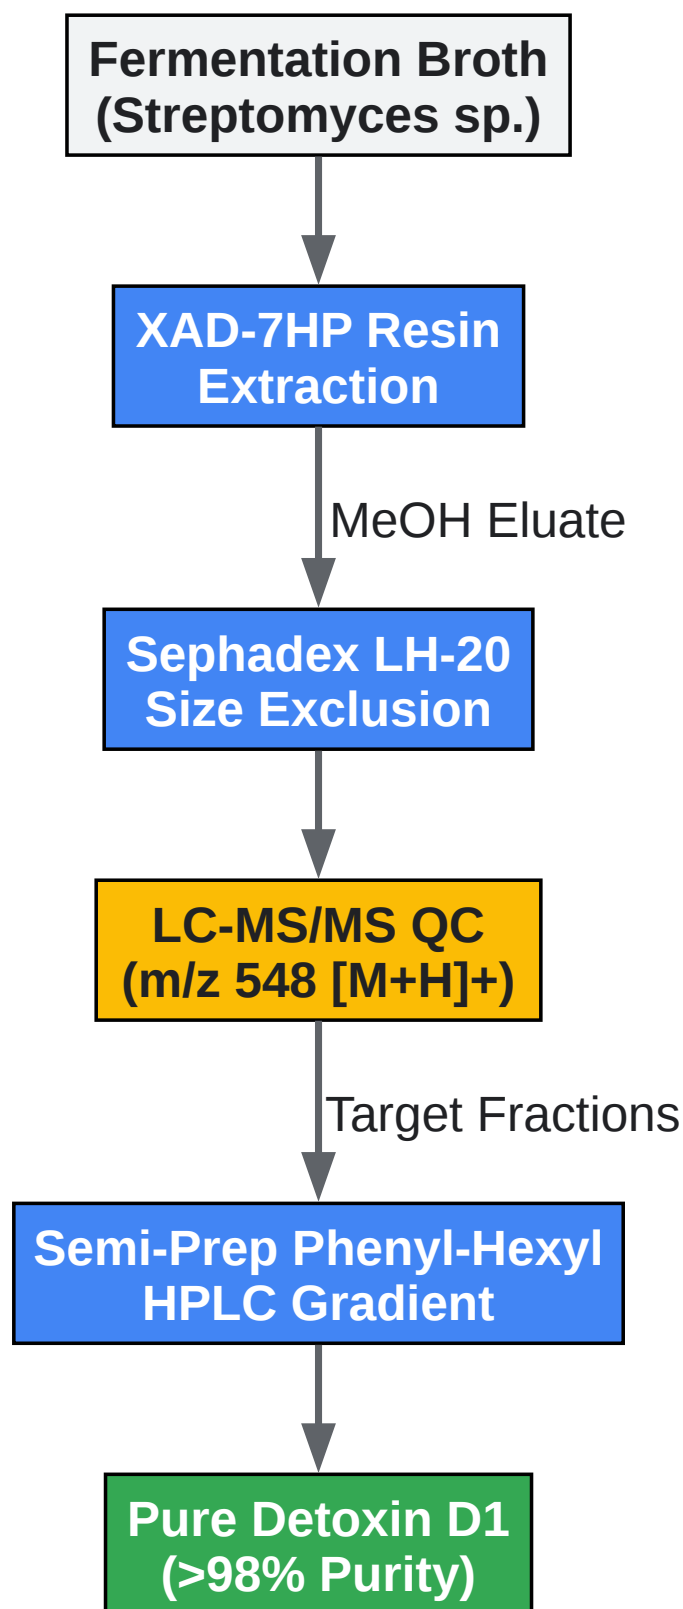 Fermentation Broth
(Streptomyces sp.)
XAD-7HP Resin
Extraction
MeOH Eluate
Sephadex LH-20
Size Exclusion
LC-MS/MS QC
(m/z 548 [M+H]+)
Target Fractions
Semi-Prep Phenyl-Hexyl
HPLC Gradient
Pure Detoxin D1
(>98% Purity)